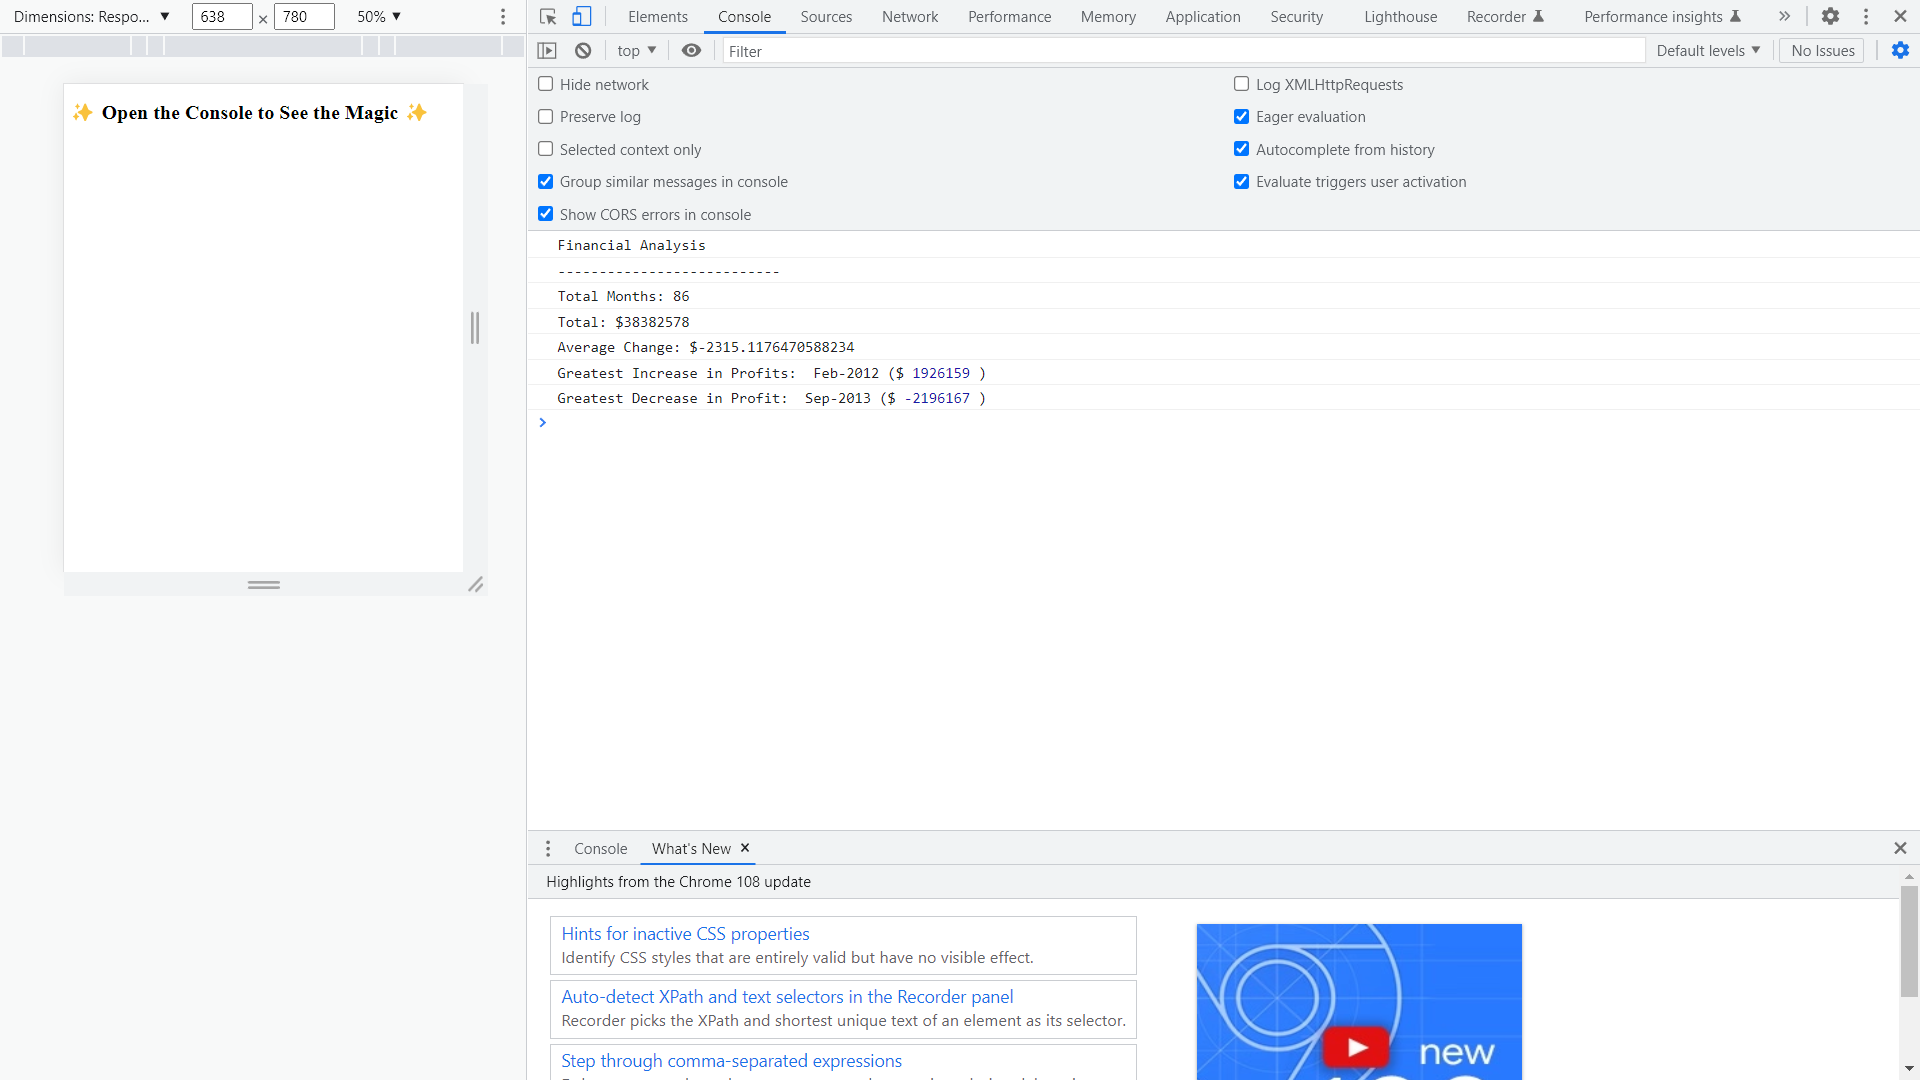 Dimensions: Respo... ▼ 638 × 780 50% ▼
✨ Open the Console to See the Magic ✨
Elements Console Sources Network Performance Memory Application Security Lighthouse Recorder Performance insights »
top ▼ Filter Default levels ▼ No Issues
Hide network Log XMLHttpRequests
Preserve log Eager evaluation
Selected context only Autocomplete from history
Group similar messages in console Evaluate triggers user activation
Show CORS errors in console
Financial Analysis
---------------------------
Total Months: 86
Total: $38382578
Average Change: $-2315.1176470588234
Greatest Increase in Profits:  Feb-2012 ($ 1926159 )
Greatest Decrease in Profit:  Sep-2013 ($ -2196167 )
>
Console What's New ×
Highlights from the Chrome 108 update
Hints for inactive CSS properties
Identify CSS styles that are entirely valid but have no visible effect.
Auto-detect XPath and text selectors in the Recorder panel
Recorder picks the XPath and shortest unique text of an element as its selector.
Step through comma-separated expressions
new